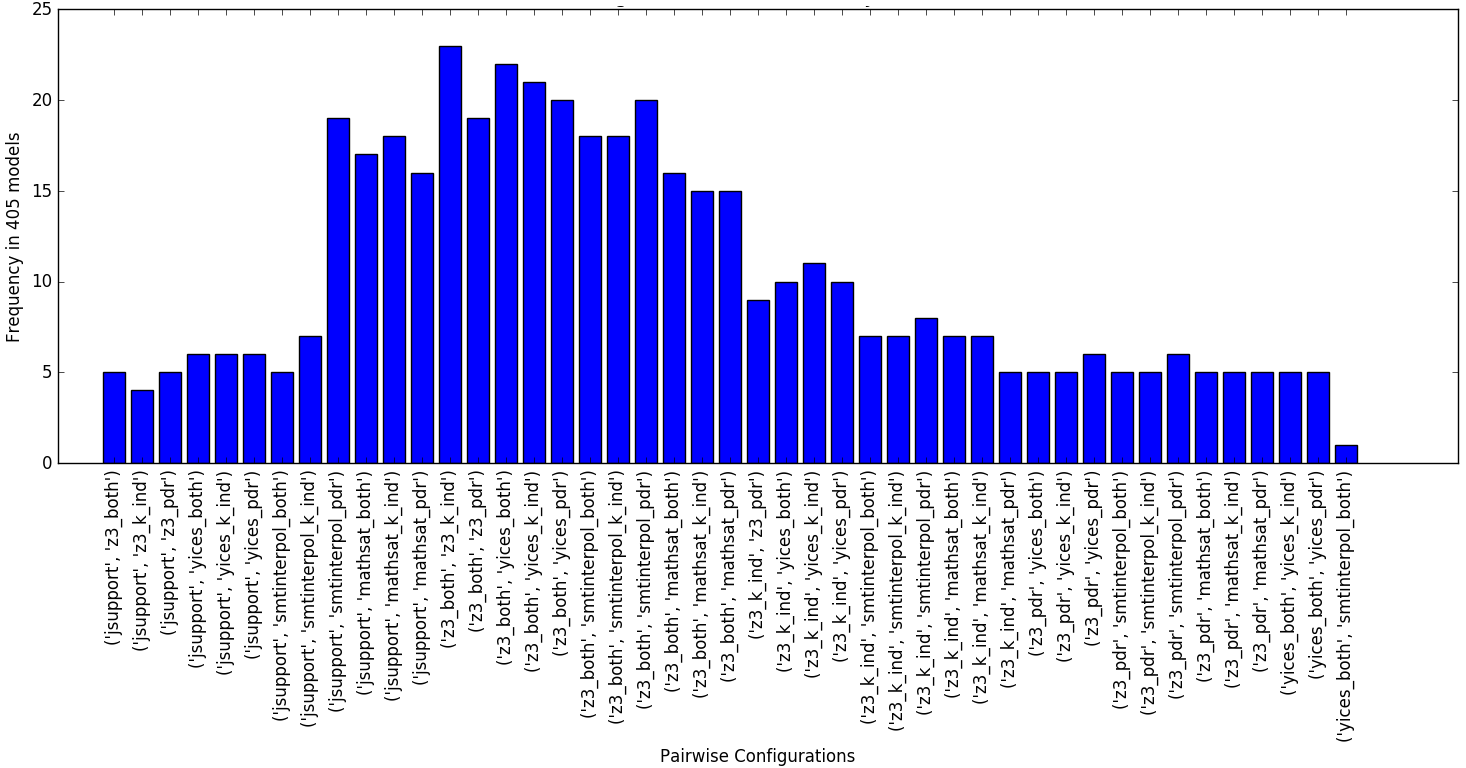 25
20
15
10
5
0
Frequency in 405 models
('jsupport', 'z3_both')
('jsupport', 'z3_k_ind')
('jsupport', 'z3_pdr')
('jsupport', 'yices_both')
('jsupport', 'yices_k_ind')
('jsupport', 'yices_pdr')
('jsupport', 'smtinterpol_both')
('jsupport', 'smtinterpol_k_ind')
('jsupport', 'smtinterpol_pdr')
('jsupport', 'mathsat_both')
('jsupport', 'mathsat_k_ind')
('jsupport', 'mathsat_pdr')
('z3_both', 'z3_k_ind')
('z3_both', 'z3_pdr')
('z3_both', 'yices_both')
('z3_both', 'yices_k_ind')
('z3_both', 'yices_pdr')
('z3_both', 'smtinterpol_both')
('z3_both', 'smtinterpol_k_ind')
('z3_both', 'smtinterpol_pdr')
('z3_both', 'mathsat_both')
('z3_both', 'mathsat_k_ind')
('z3_both', 'mathsat_pdr')
('z3_k_ind', 'z3_pdr')
('z3_k_ind', 'yices_both')
('z3_k_ind', 'yices_k_ind')
('z3_k_ind', 'yices_pdr')
('z3_k_ind', 'smtinterpol_both')
('z3_k_ind', 'smtinterpol_k_ind')
('z3_k_ind', 'smtinterpol_pdr')
('z3_k_ind', 'mathsat_both')
('z3_k_ind', 'mathsat_k_ind')
('z3_k_ind', 'mathsat_pdr')
('z3_pdr', 'yices_both')
('z3_pdr', 'yices_k_ind')
('z3_pdr', 'yices_pdr')
('z3_pdr', 'smtinterpol_both')
('z3_pdr', 'smtinterpol_k_ind')
('z3_pdr', 'smtinterpol_pdr')
('z3_pdr', 'mathsat_both')
('z3_pdr', 'mathsat_k_ind')
('z3_pdr', 'mathsat_pdr')
('yices_both', 'yices_k_ind')
('yices_both', 'yices_pdr')
('yices_both', 'smtinterpol_both')
Pairwise Configurations